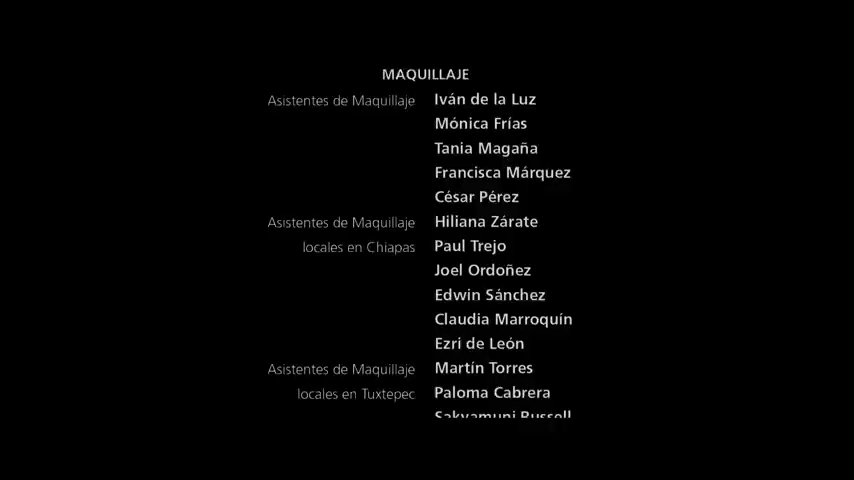 MAQUILLAJE
Asistentes de Maquillaje Iván de la Luz
Mónica Frías
Tania Magaña
Francisca Márquez
César Pérez
Asistentes de Maquillaje Hiliana Zárate
locales en Chiapas Paul Trejo
Joel Ordoñez
Edwin Sánchez
Claudia Marroquín
Ezri de León
Asistentes de Maquillaje Martín Torres
locales en Tuxtepec Paloma Cabrera
Sakyamuni Russell